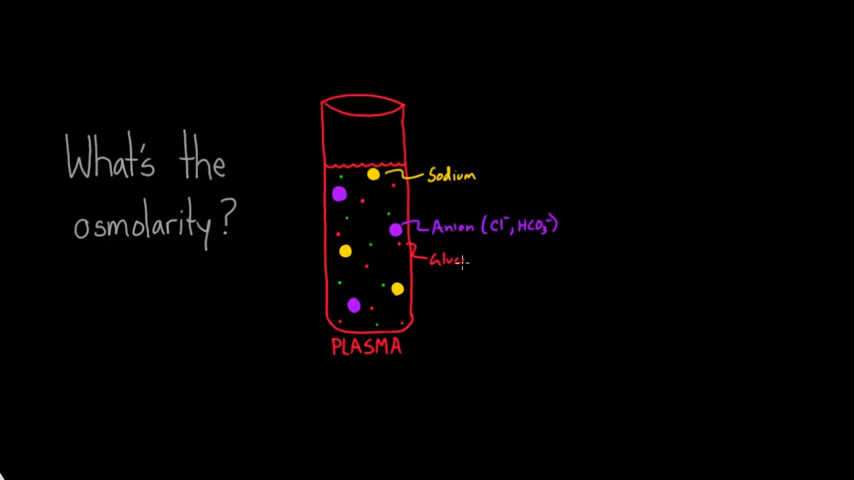 What's the
osmolarity?
Sodium
Anion (Cl⁻, HCO₃⁻)
PLASMA